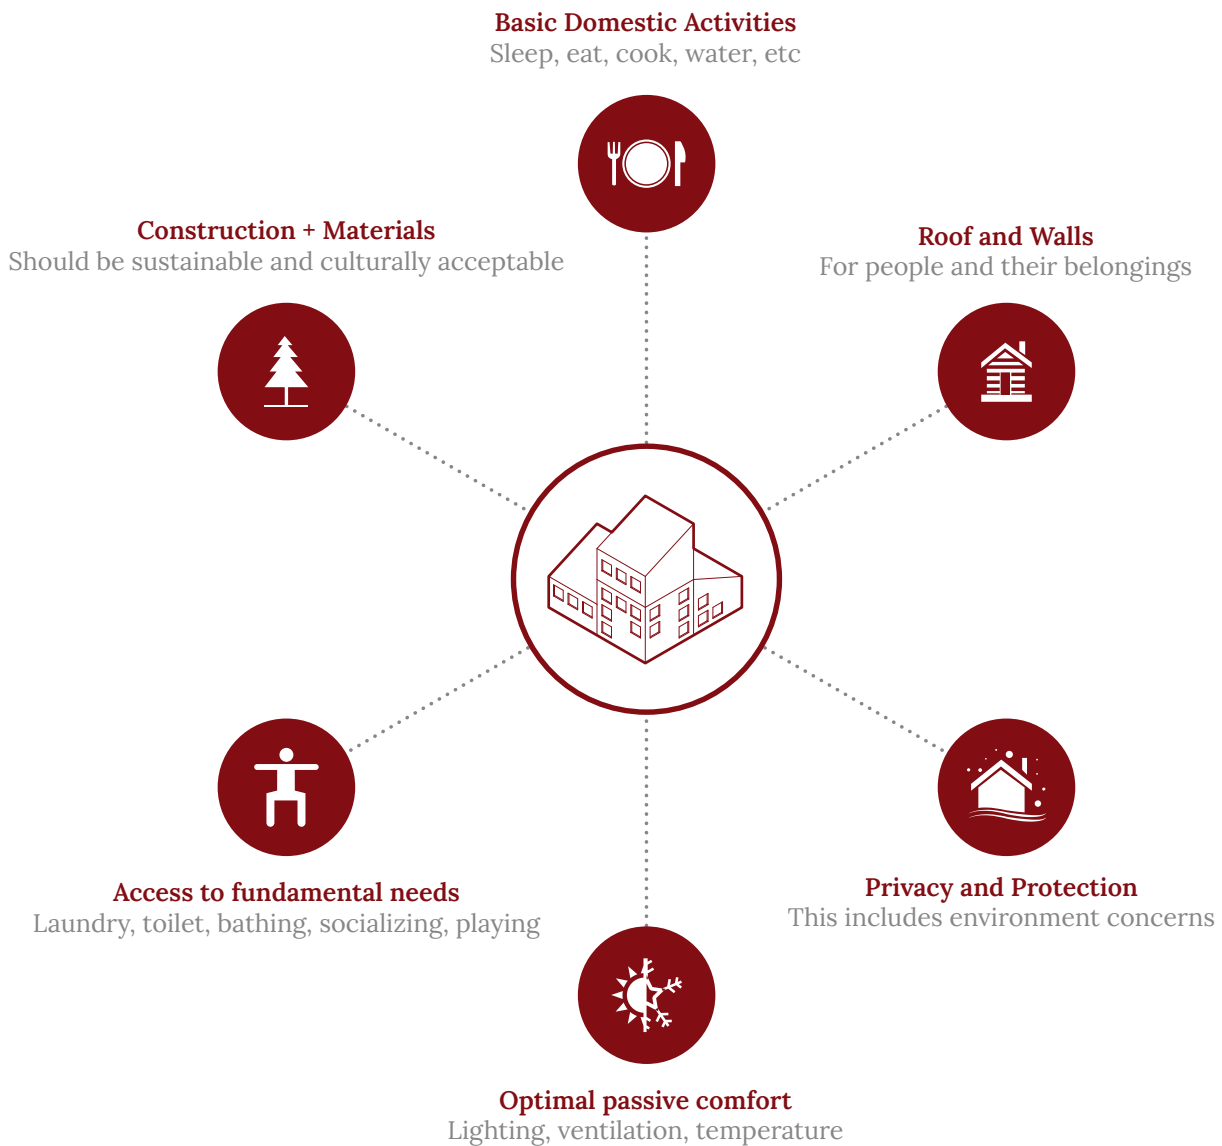 Basic Domestic Activities
Sleep, eat, cook, water, etc
Construction + Materials
Should be sustainable and culturally acceptable
Roof and Walls
For people and their belongings
Access to fundamental needs
Laundry, toilet, bathing, socializing, playing
Privacy and Protection
This includes environment concerns
Optimal passive comfort
Lighting, ventilation, temperature